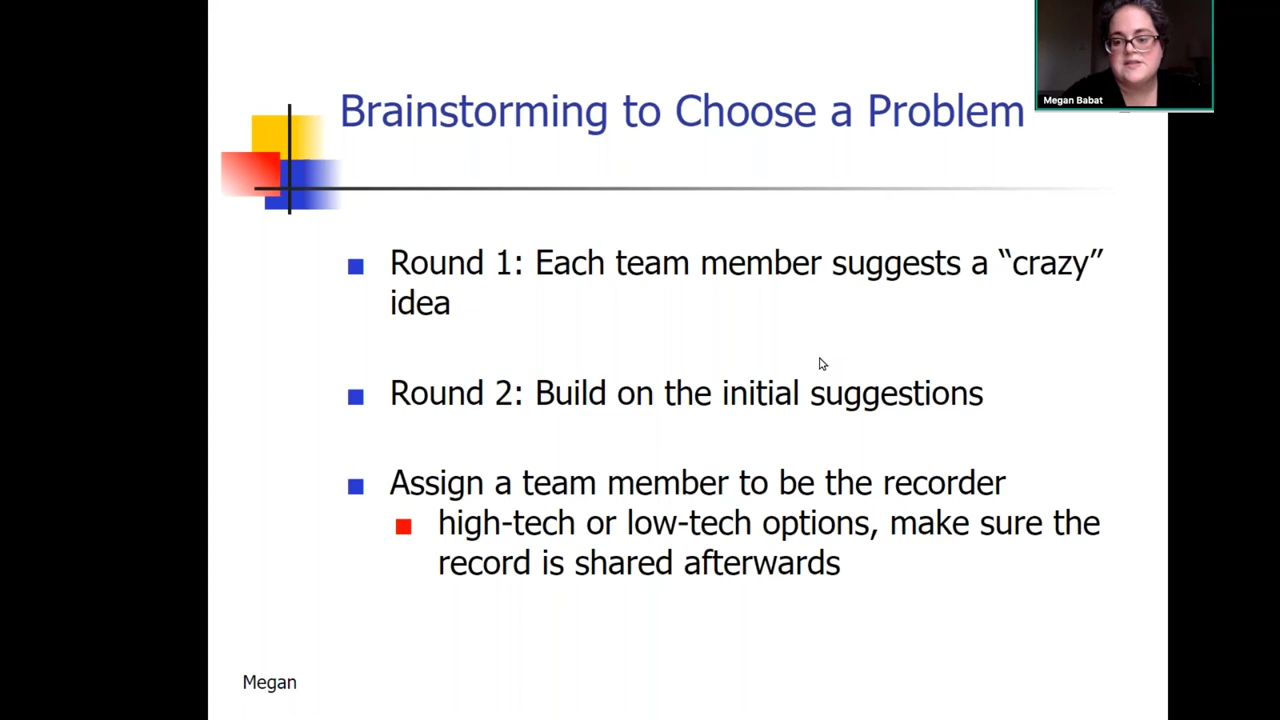 Megan Babat
Brainstorming to Choose a Problem
Round 1: Each team member suggests a “crazy”
idea
Round 2: Build on the initial suggestions
Assign a team member to be the recorder
high-tech or low-tech options, make sure the
record is shared afterwards
Megan